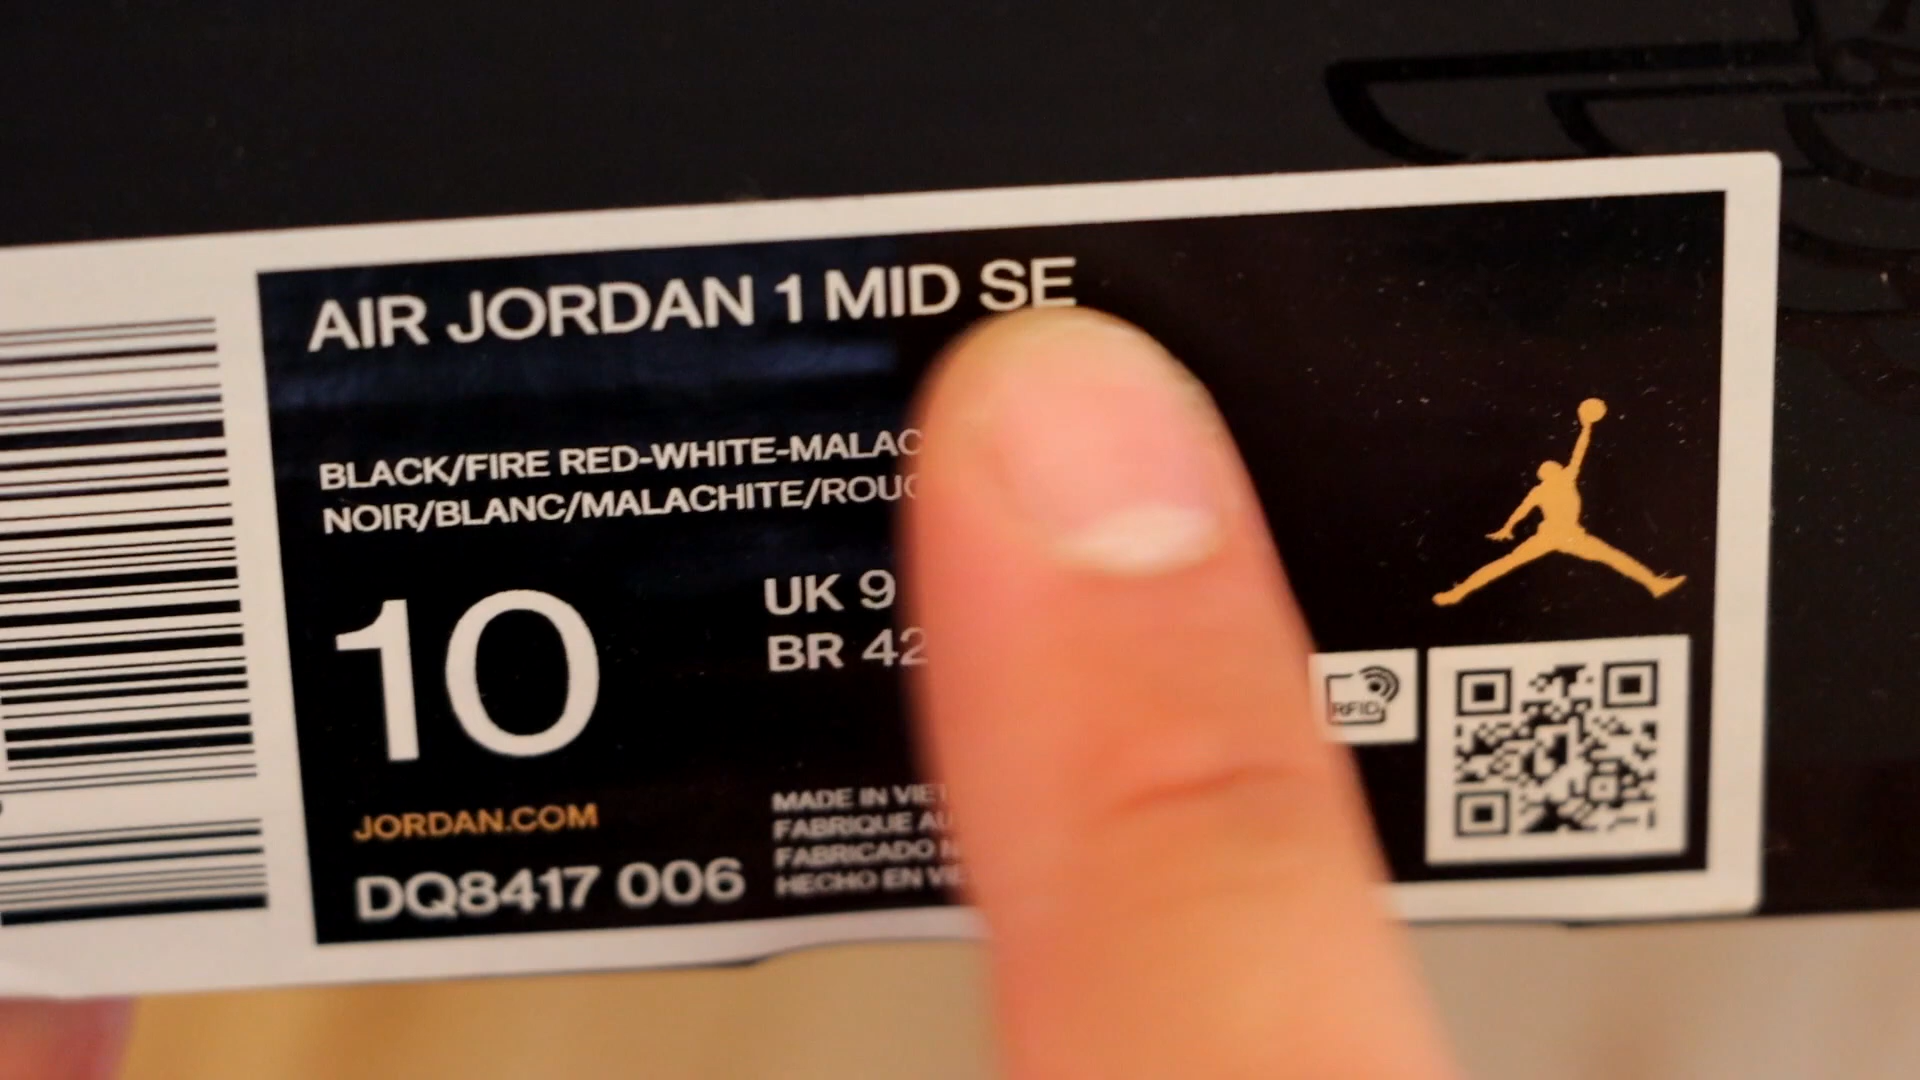 AIR JORDAN 1 MID SE
BLACK/FIRE RED-WHITE-MALAC
NOIR/BLANC/MALACHITE/ROUG
10
UK 9
BR 42
RFID
JORDAN.COM
MADE IN VIET
FABRIQUE AU
FABRICADO N
HECHO EN VIE
DQ8417 006